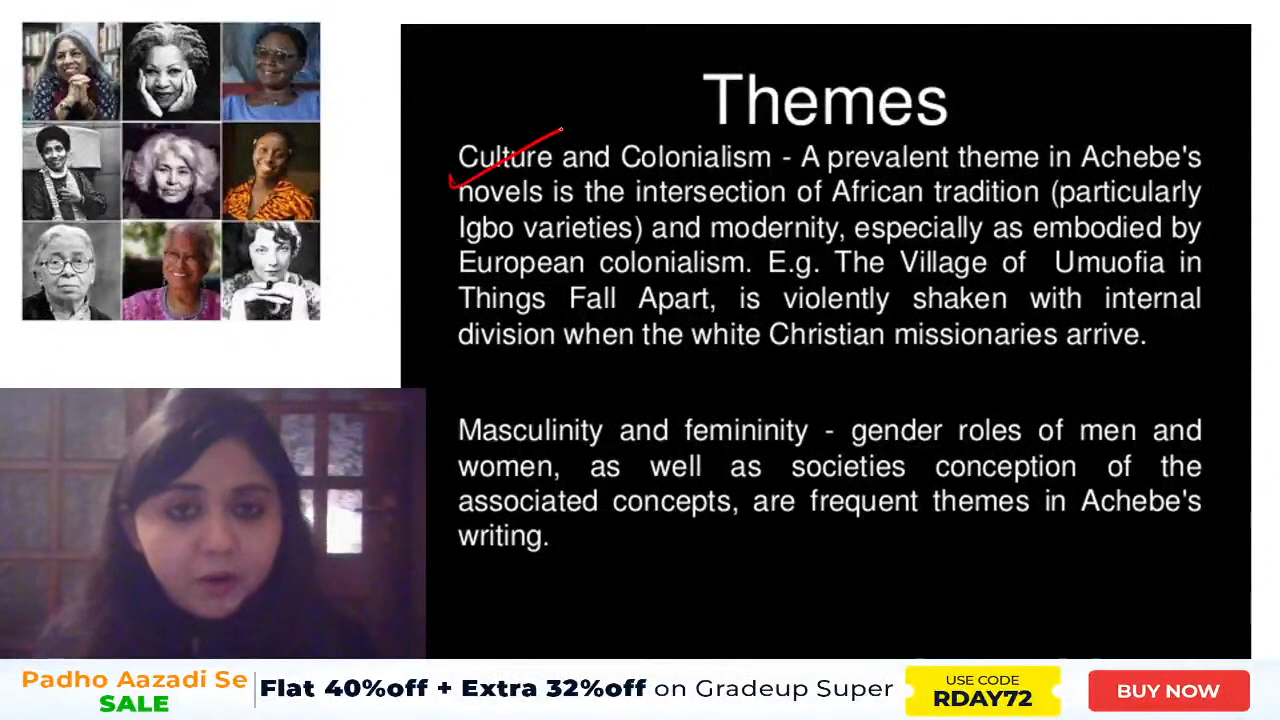 Themes
Culture and Colonialism - A prevalent theme in Achebe's
novels is the intersection of African tradition (particularly
Igbo varieties) and modernity, especially as embodied by
European colonialism. E.g. The Village of Umuofia in
Things Fall Apart, is violently shaken with internal
division when the white Christian missionaries arrive.
Masculinity and femininity - gender roles of men and
women, as well as societies conception of the
associated concepts, are frequent themes in Achebe's
writing.
Padho Aazadi Se
SALE
Flat 40%off + Extra 32%off on Gradeup Super
USE CODE
RDAY72
BUY NOW